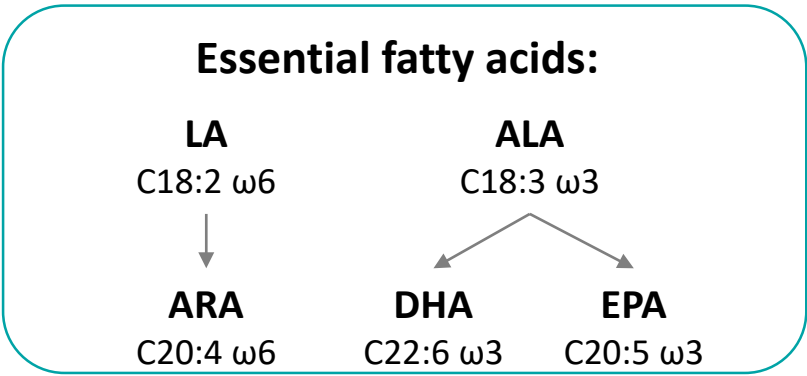 Essential fatty acids:
LA ALA
C18:2 ω6 C18:3 ω3
ARA DHA EPA
C20:4 ω6 C22:6 ω3 C20:5 ω3